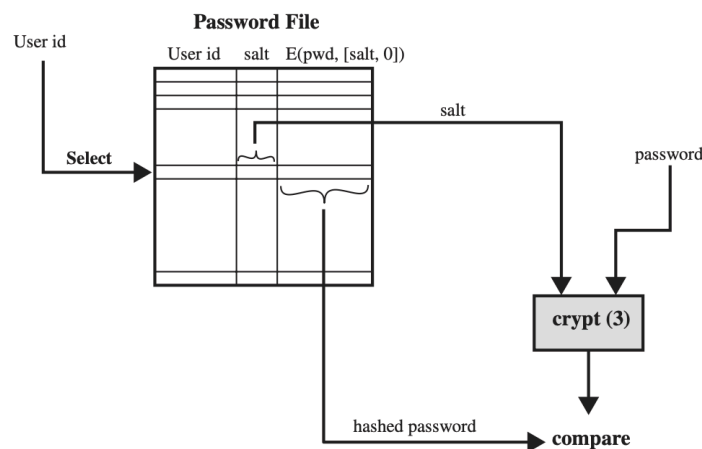 Password File
User id
User id salt E(pwd, [salt, 0])
salt
Select
password
crypt (3)
hashed password
compare